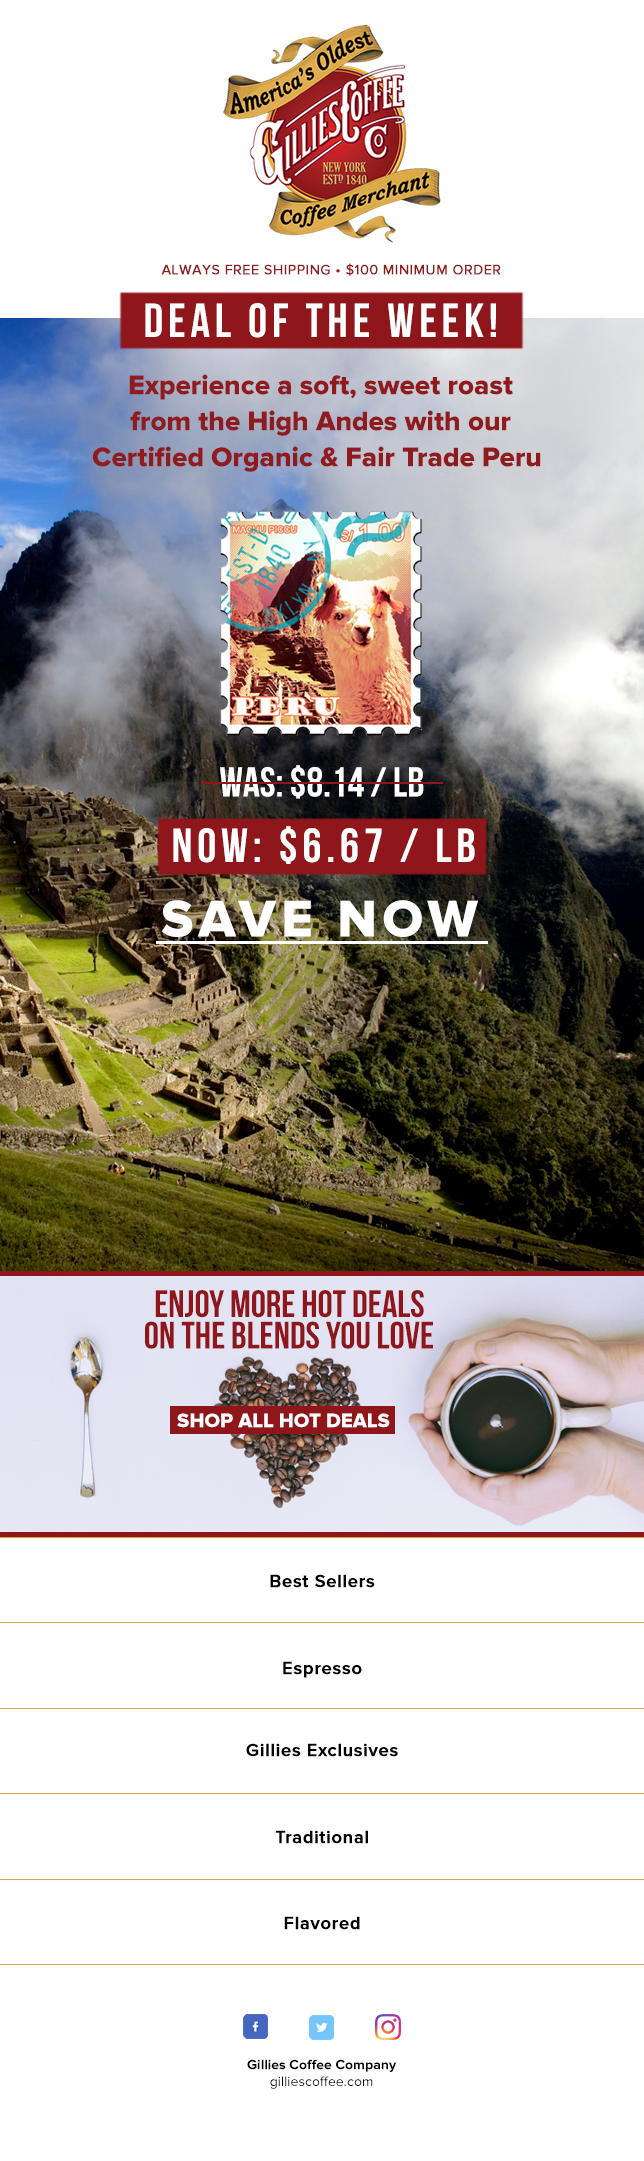 America's Oldest
GILLIES COFFEE
CO
NEW YORK
ESTD 1840
Coffee Merchant
ALWAYS FREE SHIPPING • $100 MINIMUM ORDER
DEAL OF THE WEEK!
Experience a soft, sweet roast
from the High Andes with our
Certified Organic & Fair Trade Peru
MACHU PICCU
S/ 1.00
EST-D
1840
PERU
WAS: $8.14 / LB
NOW: $6.67 / LB
SAVE NOW
ENJOY MORE HOT DEALS
ON THE BLENDS YOU LOVE
SHOP ALL HOT DEALS
Best Sellers
Espresso
Gillies Exclusives
Traditional
Flavored
Gillies Coffee Company
gilliescoffee.com